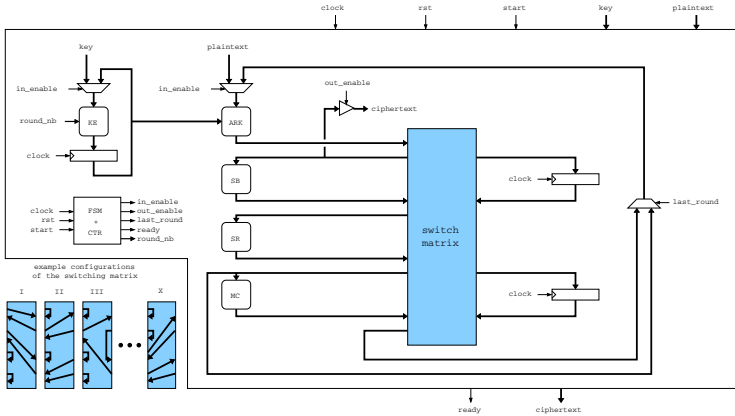 clock rst start key plaintext
key plaintext
out_enable
in_enable in_enable
ciphertext
round_nb KE ARK
clock
SB clock
in_enable
clock FSM out_enable
rst + last_round
start CTR ready
round_nb
last_round
SR switch
matrix
example configurations
of the switching matrix
MC clock
I II III X
ready ciphertext